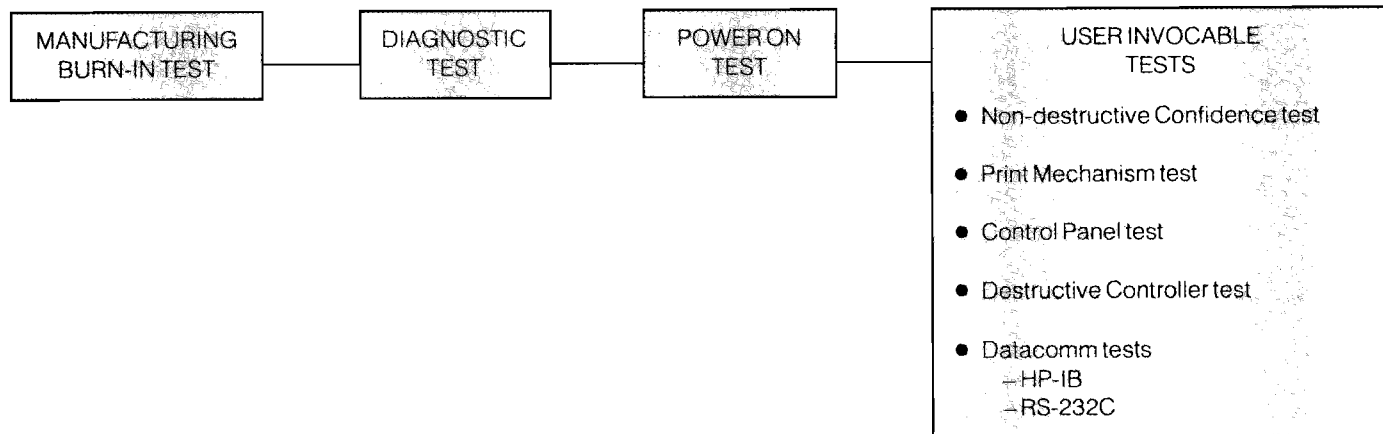 MANUFACTURING
BURN-IN TEST
DIAGNOSTIC
TEST
POWER ON
TEST
USER INVOCABLE
TESTS
● Non-destructive Confidence test
● Print Mechanism test
● Control Panel test
● Destructive Controller test
● Datacomm tests
–HP-IB
–RS-232C